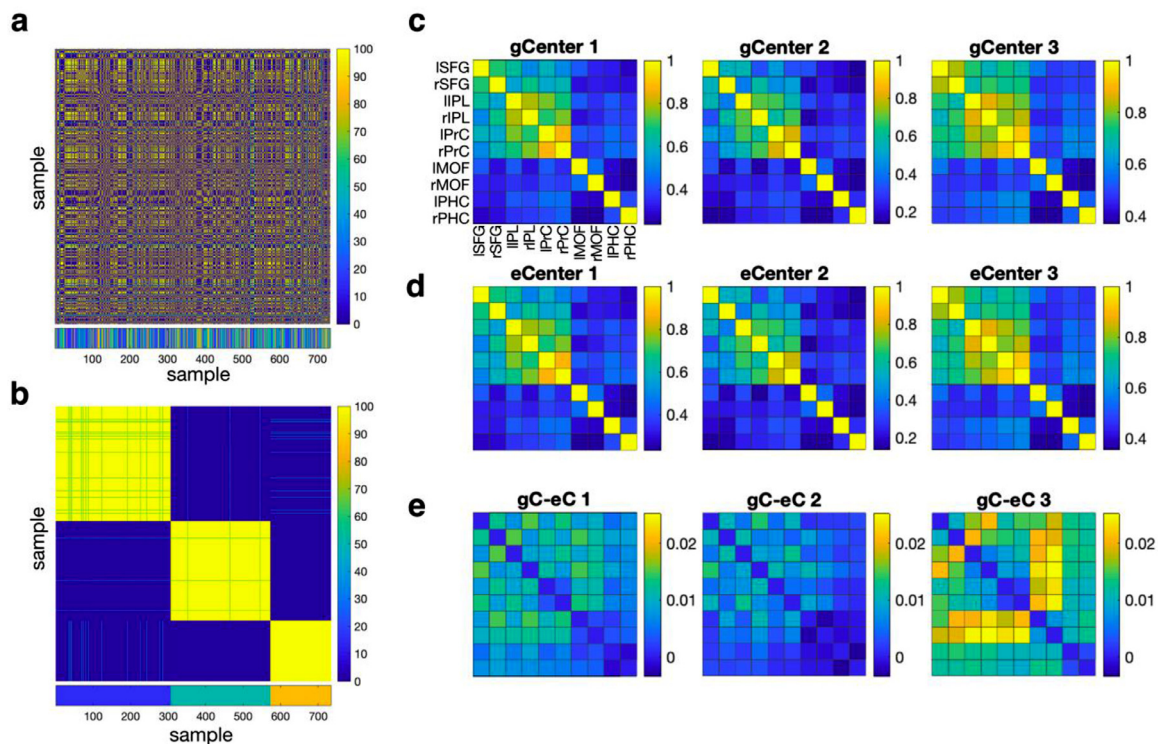 a
100
90
80
70
60
50
40
30
20
10
0
sample
100 200 300 400 500 600 700
sample
b
100
90
80
70
60
50
40
30
20
10
0
sample
100 200 300 400 500 600 700
sample
c
gCenter 1 gCenter 2 gCenter 3
lSFG
rSFG
lIPL
rIPL
lPrC
rPrC
lMOF
rMOF
lPHC
rPHC
lSFG rSFG lIPL rIPL lPrC rPrC lMOF rMOF lPHC rPHC
1
0.8
0.6
0.4
1
0.8
0.6
0.4
0.2
1
0.8
0.6
0.4
d
eCenter 1 eCenter 2 eCenter 3
1
0.8
0.6
0.4
1
0.8
0.6
0.4
0.2
1
0.8
0.6
0.4
e
gC-eC 1 gC-eC 2 gC-eC 3
0.02
0.01
0
0.02
0.01
0
0.02
0.01
0